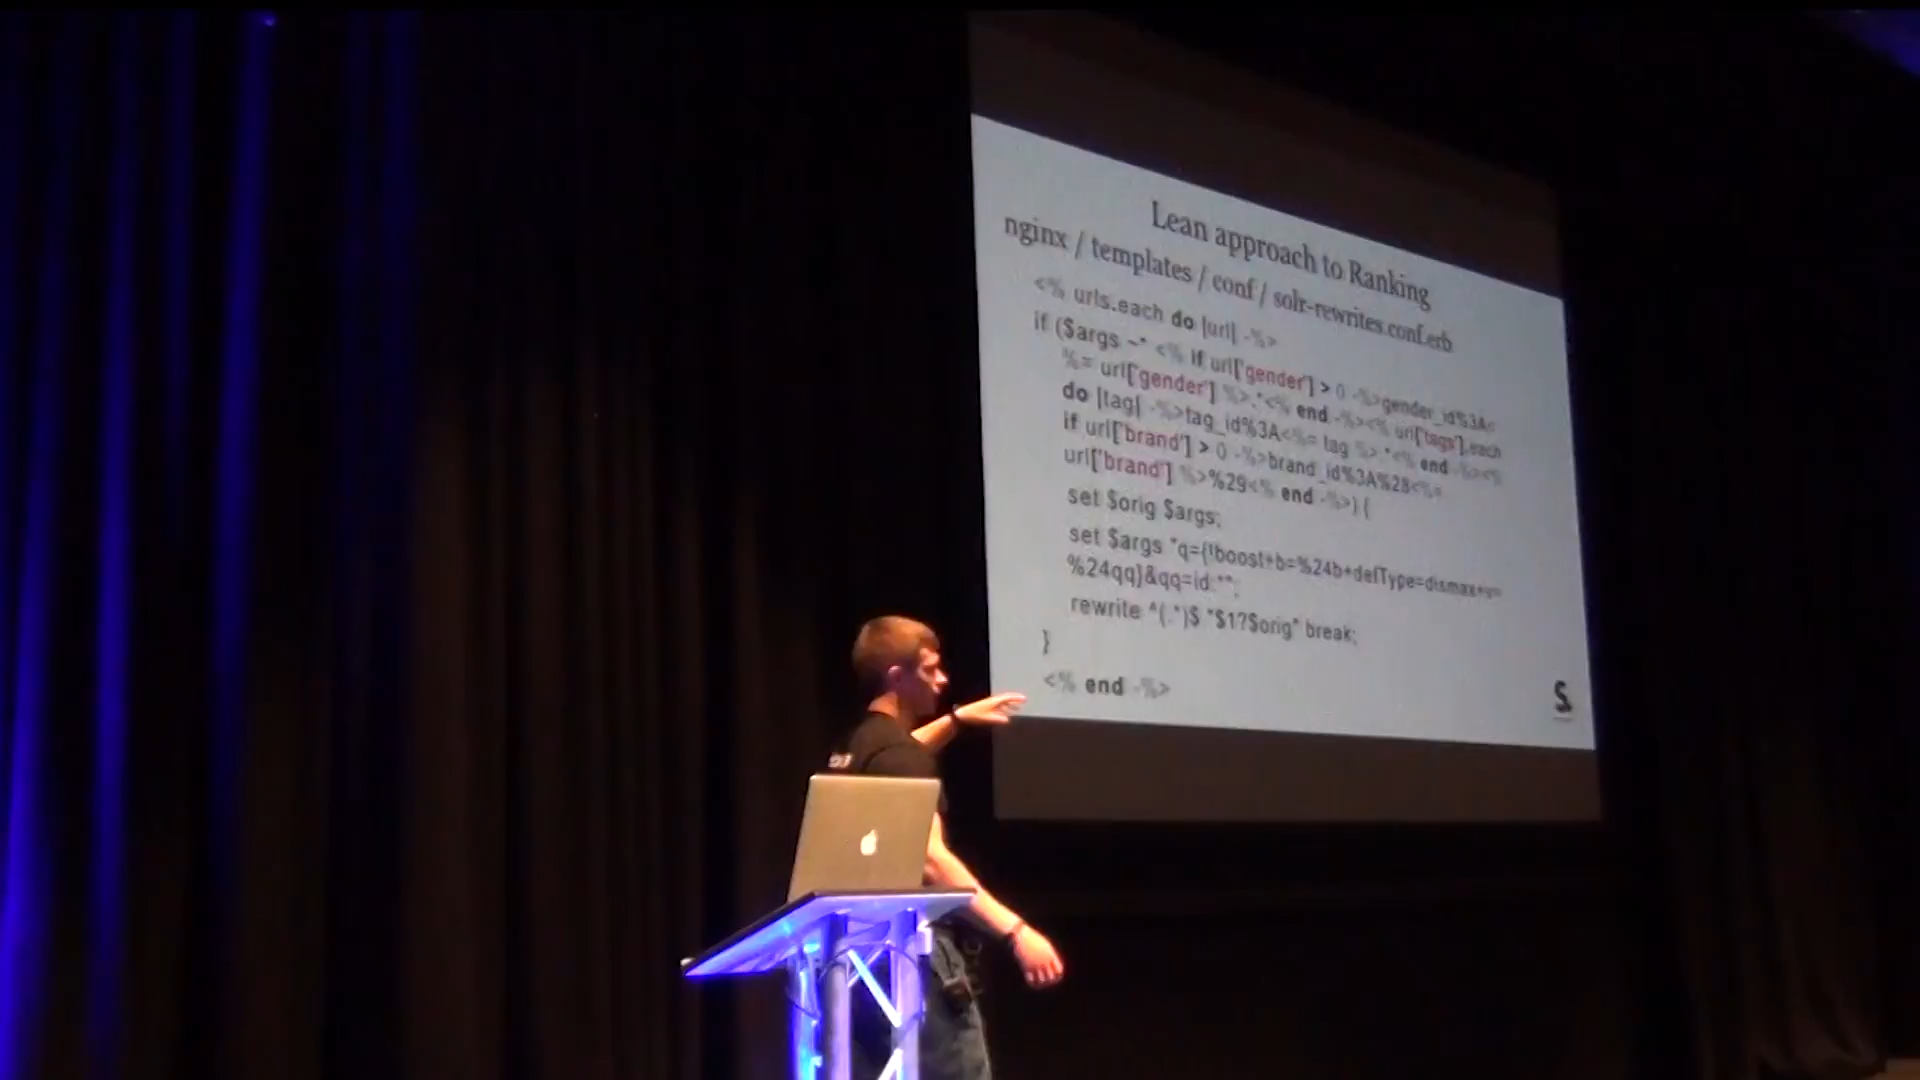 Lean approach to Ranking
nginx / templates / conf / solr-rewrites.conf.erb
<% urls.each do |url| -%>
if ($args ~* <% if url['gender'] > 0 -%>gender_id%3A<
%= url['gender'] %>.*<% end -%><% url['tags'].each
do |tag| -%>tag_id%3A<%= tag %>.*<% end -%><%
if url['brand'] > 0 -%>brand_id%3A%28<%=
url['brand'] %>%29<% end -%>) {
set $orig $args;
set $args "q={!boost+b=%24b+defType=dismax+v=
%24qq}&qq=id:*";
rewrite ^(.*)$ "$1?$orig" break;
}
<% end -%>
S